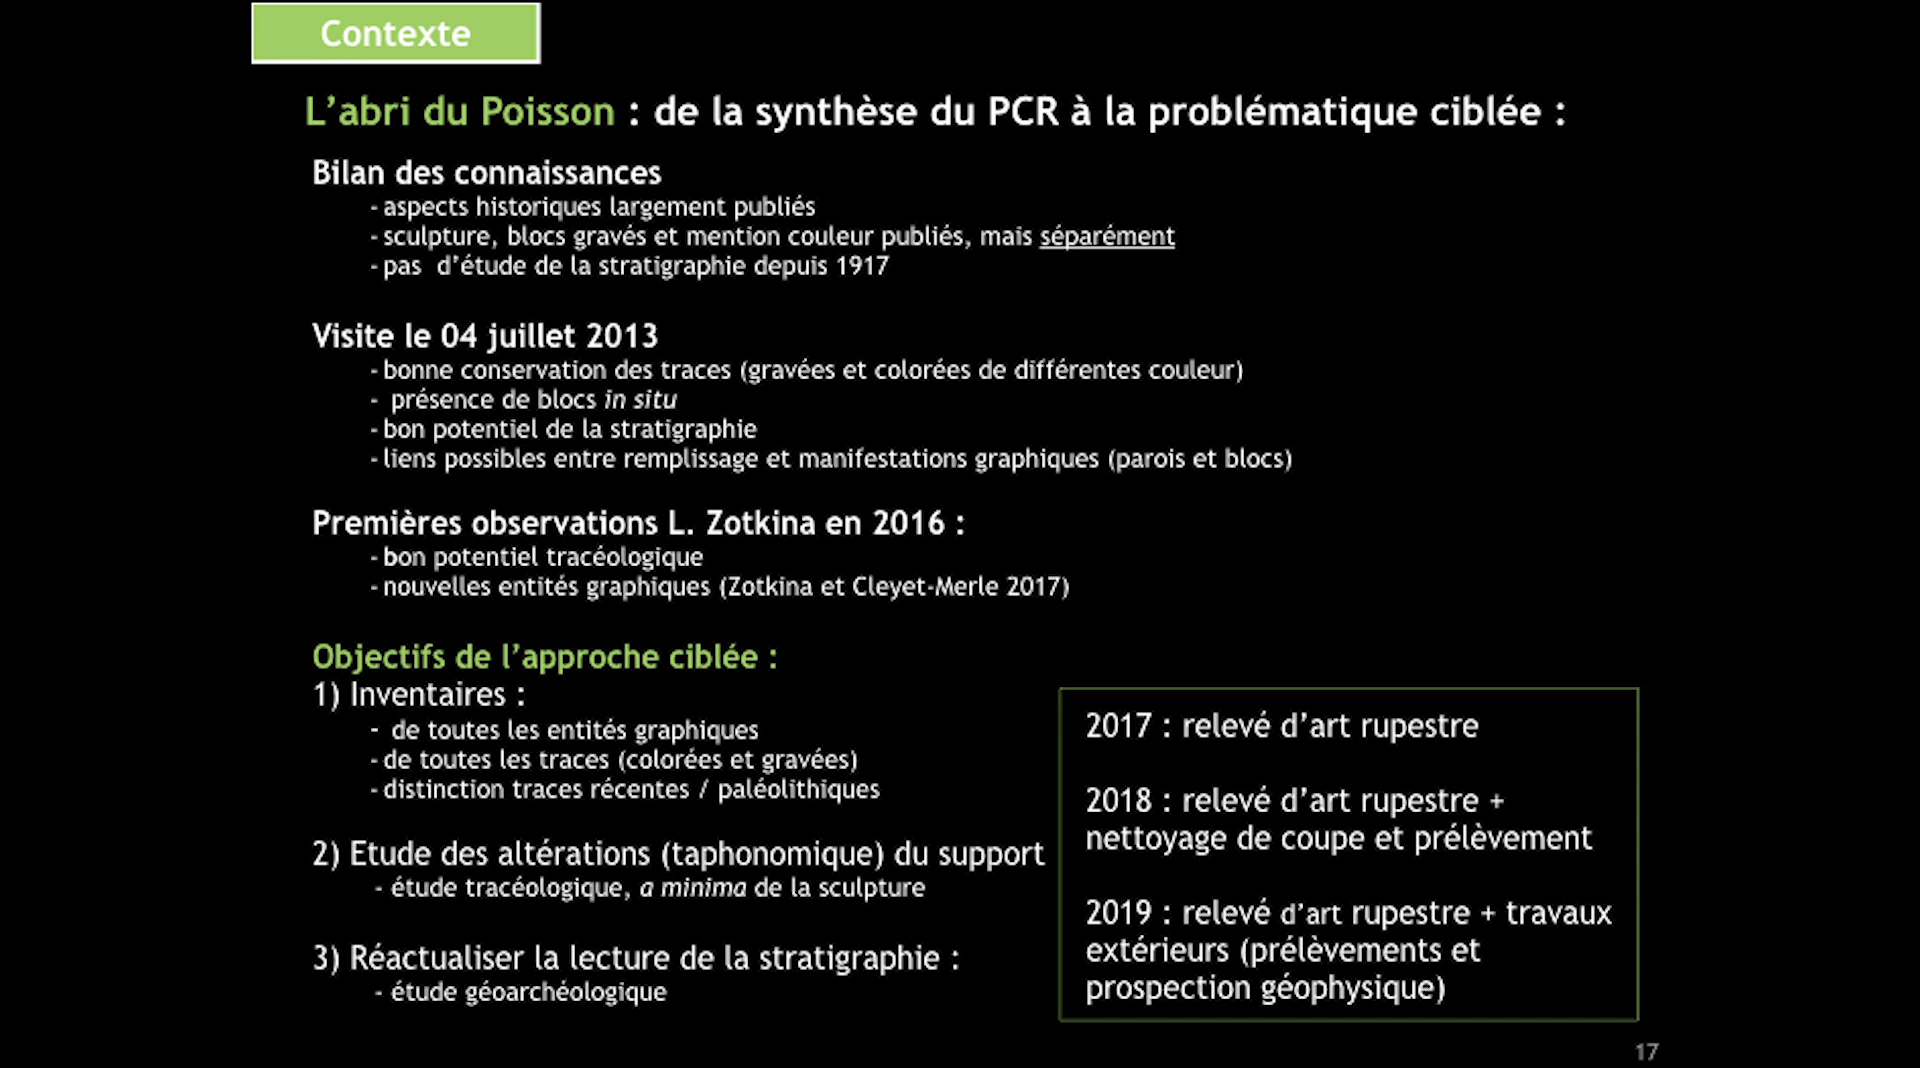 Contexte
L'abri du Poisson : de la synthèse du PCR à la problématique ciblée :
Bilan des connaissances
- aspects historiques largement publiés
- sculpture, blocs gravés et mention couleur publiés, mais séparément
- pas d'étude de la stratigraphie depuis 1917
Visite le 04 juillet 2013
- bonne conservation des traces (gravées et colorées de différentes couleur)
- présence de blocs in situ
- bon potentiel de la stratigraphie
- liens possibles entre remplissage et manifestations graphiques (parois et blocs)
Premières observations L. Zotkina en 2016 :
- bon potentiel tracéologique
- nouvelles entités graphiques (Zotkina et Cleyet-Merle 2017)
Objectifs de l'approche ciblée :
1) Inventaires :
- de toutes les entités graphiques
- de toutes les traces (colorées et gravées)
- distinction traces récentes / paléolithiques
2) Etude des altérations (taphonomique) du support
- étude tracéologique, a minima de la sculpture
3) Réactualiser la lecture de la stratigraphie :
- étude géoarchéologique
2017 : relevé d'art rupestre
2018 : relevé d'art rupestre +
nettoyage de coupe et prélèvement
2019 : relevé d'art rupestre + travaux
extérieurs (prélèvements et
prospection géophysique)
17